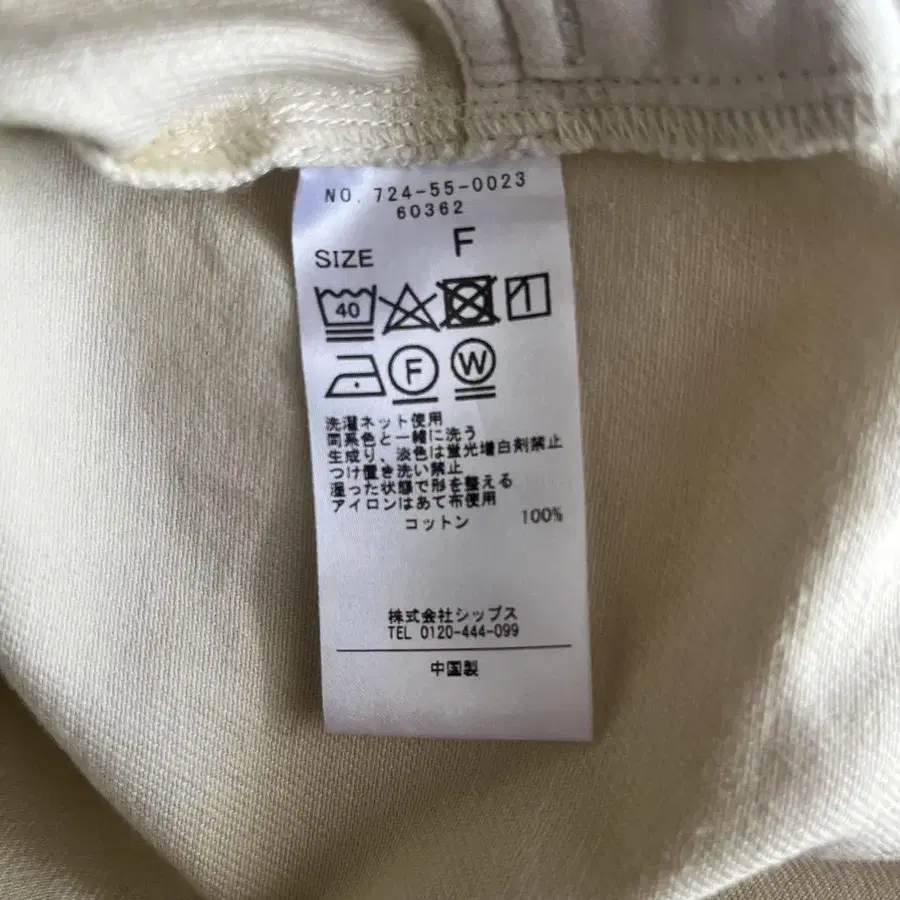 NO. 724-55-0023
60362
SIZE F
40
F W
洗濯ネット使用
同系色と一緒に洗う
生成り、淡色は蛍光増白剤禁止
つけ置き洗い禁止
湿った状態で形を整える
アイロンはあて布使用
コットン 100%
株式会社シップス
TEL 0120-444-099
中国製